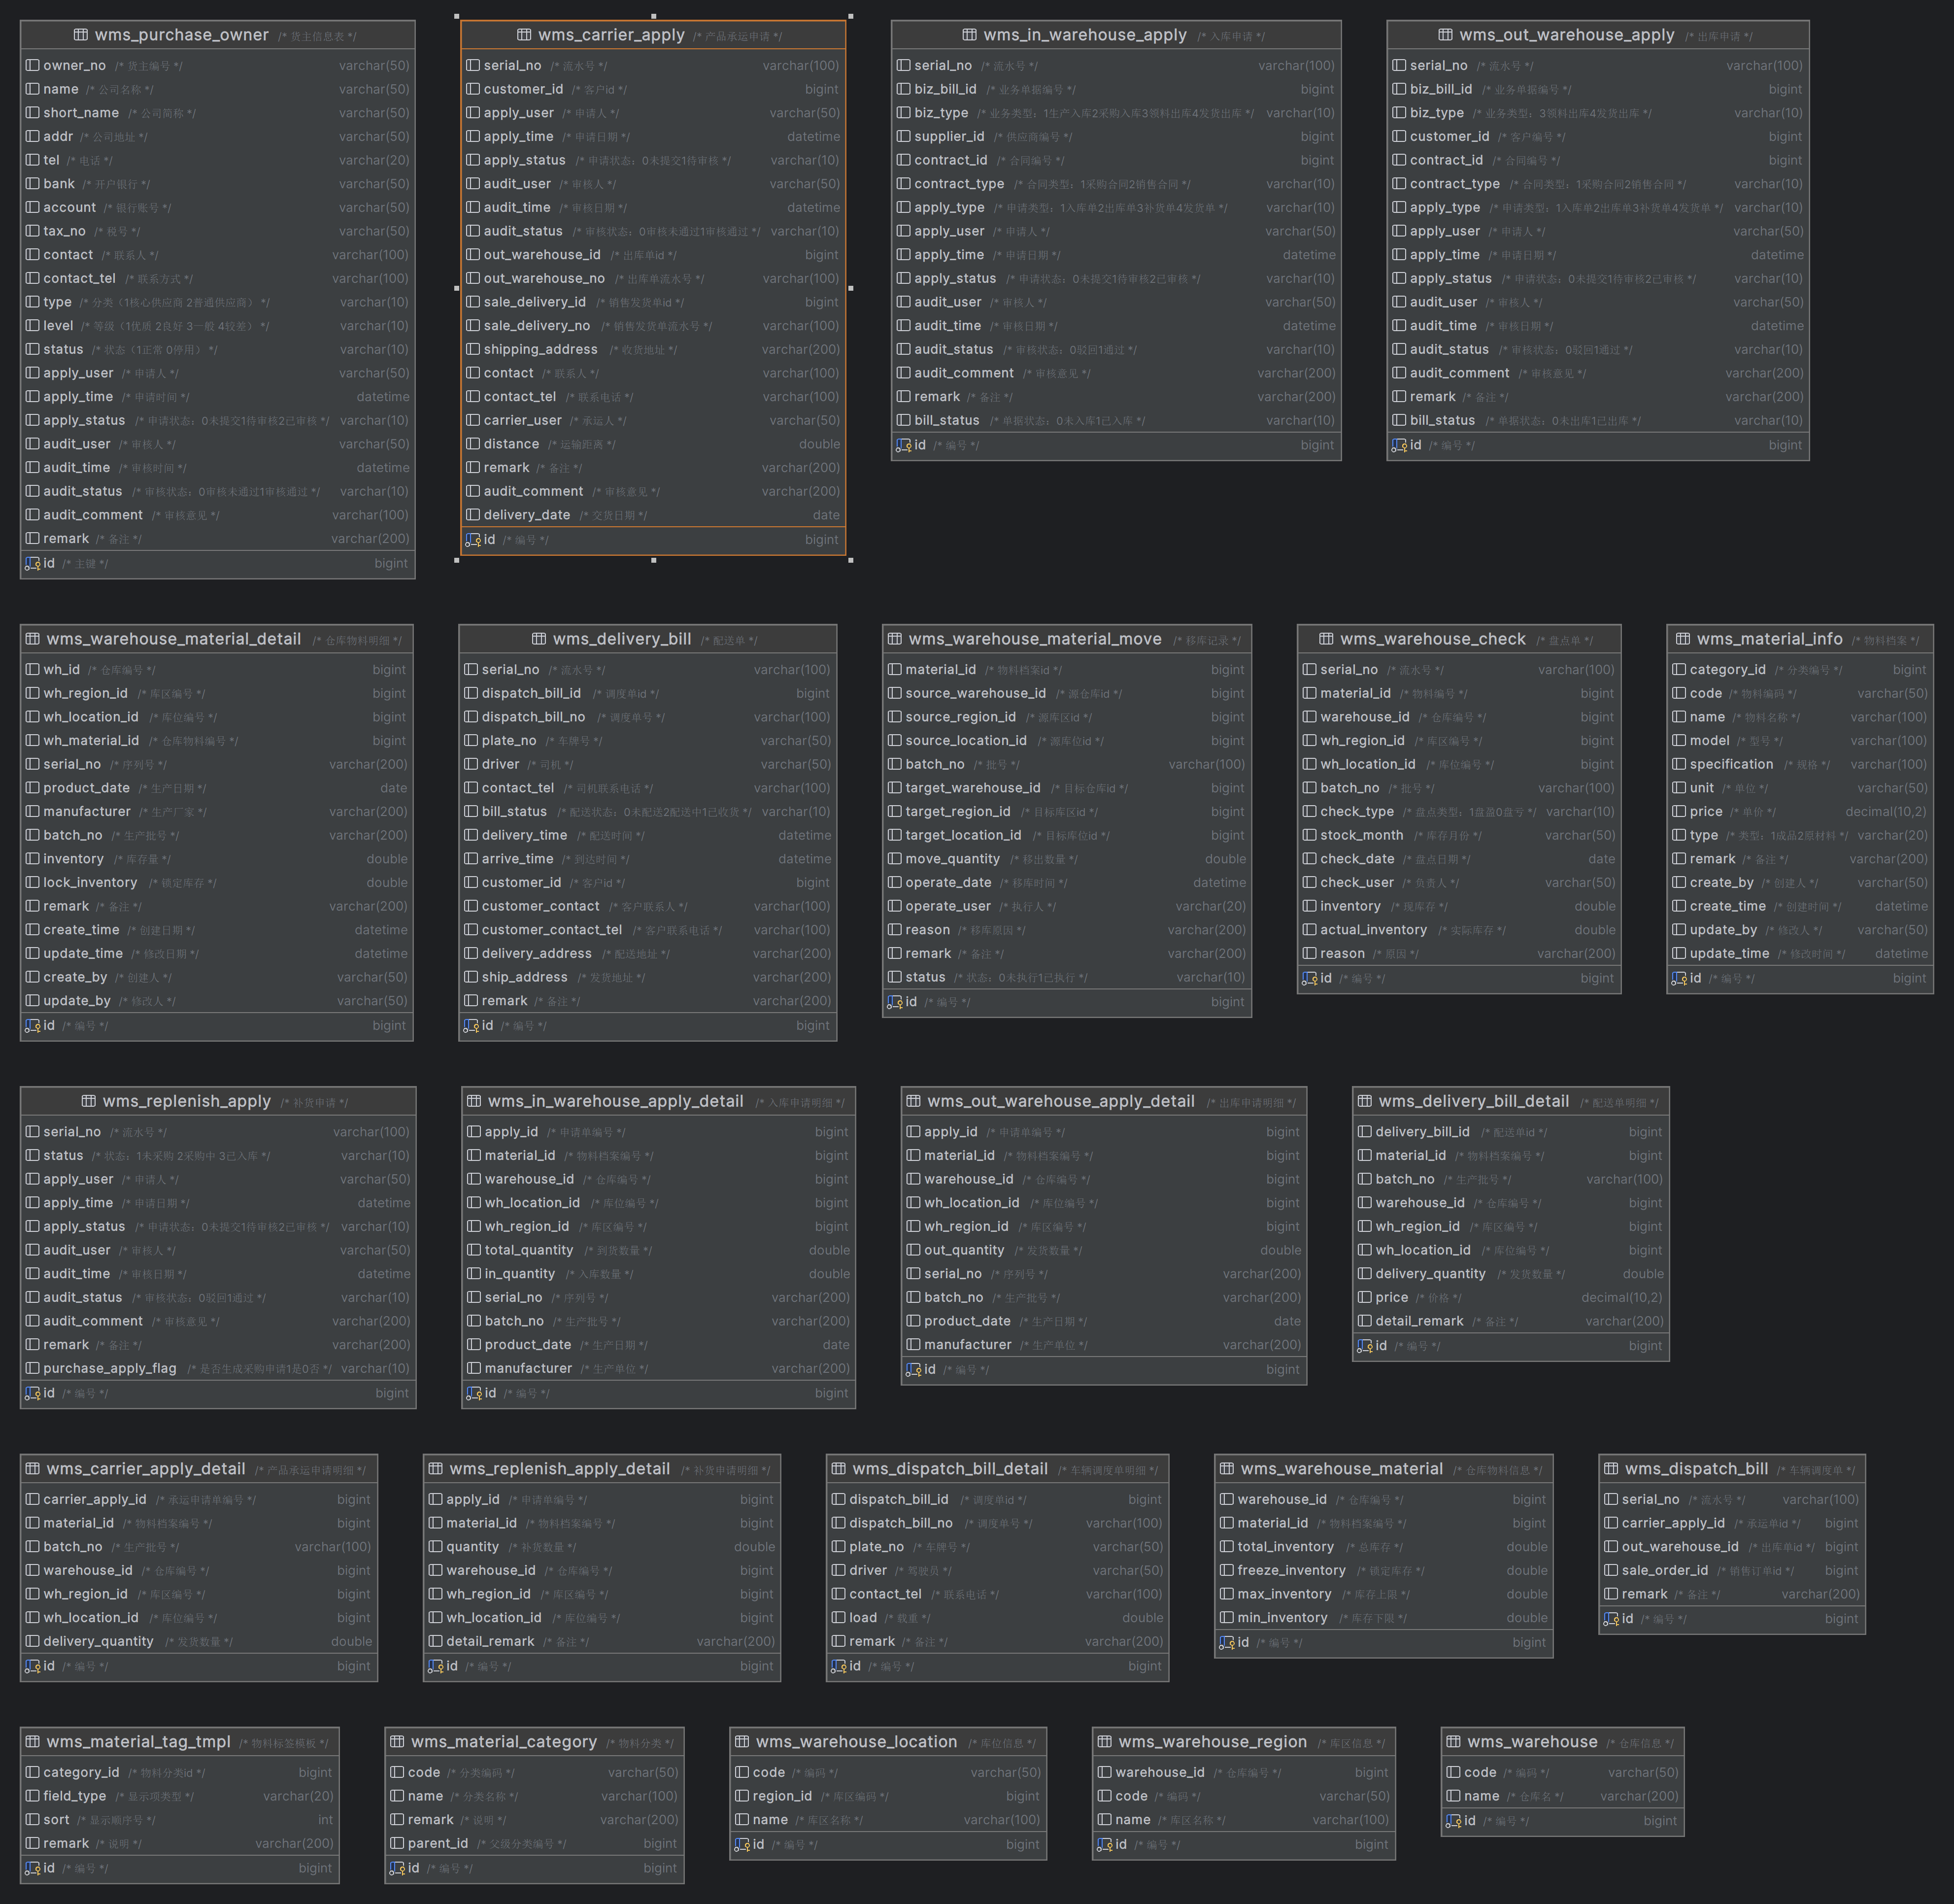 wms_purchase_owner /* 货主信息表 */
owner_no /* 货主编号 */ varchar(50)
name /* 公司名称 */ varchar(50)
short_name /* 公司简称 */ varchar(50)
addr /* 公司地址 */ varchar(50)
tel /* 电话 */ varchar(20)
bank /* 开户银行 */ varchar(50)
account /* 银行账号 */ varchar(50)
tax_no /* 税号 */ varchar(50)
contact /* 联系人 */ varchar(100)
contact_tel /* 联系方式 */ varchar(100)
type /* 分类（1核心供应商 2普通供应商） */ varchar(10)
level /* 等级（1优质 2良好 3一般 4较差） */ varchar(10)
status /* 状态（1正常 0停用） */ varchar(10)
apply_user /* 申请人 */ varchar(50)
apply_time /* 申请时间 */ datetime
apply_status /* 申请状态：0未提交1待审核2已审核 */ varchar(10)
audit_user /* 审核人 */ varchar(50)
audit_time /* 审核时间 */ datetime
audit_status /* 审核状态：0审核未通过1审核通过 */ varchar(10)
audit_comment /* 审核意见 */ varchar(100)
remark /* 备注 */ varchar(200)
id /* 主键 */ bigint
wms_carrier_apply /* 产品承运申请 */
serial_no /* 流水号 */ varchar(100)
customer_id /* 客户id */ bigint
apply_user /* 申请人 */ varchar(50)
apply_time /* 申请日期 */ datetime
apply_status /* 申请状态：0未提交1待审核 */ varchar(10)
audit_user /* 审核人 */ varchar(50)
audit_time /* 审核日期 */ datetime
audit_status /* 审核状态：0审核未通过1审核通过 */ varchar(10)
out_warehouse_id /* 出库单id */ bigint
out_warehouse_no /* 出库单流水号 */ varchar(100)
sale_delivery_id /* 销售发货单id */ bigint
sale_delivery_no /* 销售发货单流水号 */ varchar(100)
shipping_address /* 收货地址 */ varchar(200)
contact /* 联系人 */ varchar(100)
contact_tel /* 联系电话 */ varchar(100)
carrier_user /* 承运人 */ varchar(50)
distance /* 运输距离 */ double
remark /* 备注 */ varchar(200)
audit_comment /* 审核意见 */ varchar(200)
delivery_date /* 交货日期 */ date
id /* 编号 */ bigint
wms_in_warehouse_apply /* 入库申请 */
serial_no /* 流水号 */ varchar(100)
biz_bill_id /* 业务单据编号 */ bigint
biz_type /* 业务类型：1生产入库2采购入库3领料出库4发货出库 */ varchar(10)
supplier_id /* 供应商编号 */ bigint
contract_id /* 合同编号 */ bigint
contract_type /* 合同类型：1采购合同2销售合同 */ varchar(10)
apply_type /* 申请类型：1入库单2出库单3补货单4发货单 */ varchar(10)
apply_user /* 申请人 */ varchar(50)
apply_time /* 申请日期 */ datetime
apply_status /* 申请状态：0未提交1待审核2已审核 */ varchar(10)
audit_user /* 审核人 */ varchar(50)
audit_time /* 审核日期 */ datetime
audit_status /* 审核状态：0驳回1通过 */ varchar(10)
audit_comment /* 审核意见 */ varchar(200)
remark /* 备注 */ varchar(200)
bill_status /* 单据状态：0未入库1已入库 */ varchar(10)
id /* 编号 */ bigint
wms_out_warehouse_apply /* 出库申请 */
serial_no /* 流水号 */ varchar(100)
biz_bill_id /* 业务单据编号 */ bigint
biz_type /* 业务类型：3领料出库4发货出库 */ varchar(10)
customer_id /* 客户编号 */ bigint
contract_id /* 合同编号 */ bigint
contract_type /* 合同类型：1采购合同2销售合同 */ varchar(10)
apply_type /* 申请类型：1入库单2出库单3补货单4发货单 */ varchar(10)
apply_user /* 申请人 */ varchar(50)
apply_time /* 申请日期 */ datetime
apply_status /* 申请状态：0未提交1待审核2已审核 */ varchar(10)
audit_user /* 审核人 */ varchar(50)
audit_time /* 审核日期 */ datetime
audit_status /* 审核状态：0驳回1通过 */ varchar(10)
audit_comment /* 审核意见 */ varchar(200)
remark /* 备注 */ varchar(200)
bill_status /* 单据状态：0未出库1已出库 */ varchar(10)
id /* 编号 */ bigint
wms_warehouse_material_detail /* 仓库物料明细 */
wh_id /* 仓库编号 */ bigint
wh_region_id /* 库区编号 */ bigint
wh_location_id /* 库位编号 */ bigint
wh_material_id /* 仓库物料编号 */ bigint
serial_no /* 序列号 */ varchar(200)
product_date /* 生产日期 */ date
manufacturer /* 生产厂家 */ varchar(200)
batch_no /* 生产批号 */ varchar(200)
inventory /* 库存量 */ double
lock_inventory /* 锁定库存 */ double
remark /* 备注 */ varchar(200)
create_time /* 创建日期 */ datetime
update_time /* 修改日期 */ datetime
create_by /* 创建人 */ varchar(50)
update_by /* 修改人 */ varchar(50)
id /* 编号 */ bigint
wms_delivery_bill /* 配送单 */
serial_no /* 流水号 */ varchar(100)
dispatch_bill_id /* 调度单id */ bigint
dispatch_bill_no /* 调度单号 */ varchar(100)
plate_no /* 车牌号 */ varchar(50)
driver /* 司机 */ varchar(50)
contact_tel /* 司机联系电话 */ varchar(100)
bill_status /* 配送状态：0未配送2配送中1已收货 */ varchar(10)
delivery_time /* 配送时间 */ datetime
arrive_time /* 到达时间 */ datetime
customer_id /* 客户id */ bigint
customer_contact /* 客户联系人 */ varchar(100)
customer_contact_tel /* 客户联系电话 */ varchar(100)
delivery_address /* 配送地址 */ varchar(200)
ship_address /* 发货地址 */ varchar(200)
remark /* 备注 */ varchar(200)
id /* 编号 */ bigint
wms_warehouse_material_move /* 移库记录 */
material_id /* 物料档案id */ bigint
source_warehouse_id /* 源仓库id */ bigint
source_region_id /* 源库区id */ bigint
source_location_id /* 源库位id */ bigint
batch_no /* 批号 */ varchar(100)
target_warehouse_id /* 目标仓库id */ bigint
target_region_id /* 目标库区id */ bigint
target_location_id /* 目标库位id */ bigint
move_quantity /* 移出数量 */ double
operate_date /* 移库时间 */ datetime
operate_user /* 执行人 */ varchar(20)
reason /* 移库原因 */ varchar(200)
remark /* 备注 */ varchar(200)
status /* 状态：0未执行1已执行 */ varchar(10)
id /* 编号 */ bigint
wms_warehouse_check /* 盘点单 */
serial_no /* 流水号 */ varchar(100)
material_id /* 物料编号 */ bigint
warehouse_id /* 仓库编号 */ bigint
wh_region_id /* 库区编号 */ bigint
wh_location_id /* 库位编号 */ bigint
batch_no /* 批号 */ varchar(100)
check_type /* 盘点类型：1盘盈0盘亏 */ varchar(10)
stock_month /* 库存月份 */ varchar(50)
check_date /* 盘点日期 */ date
check_user /* 负责人 */ varchar(50)
inventory /* 现库存 */ double
actual_inventory /* 实际库存 */ double
reason /* 原因 */ varchar(200)
id /* 编号 */ bigint
wms_material_info /* 物料档案 */
category_id /* 分类编号 */ bigint
code /* 物料编码 */ varchar(50)
name /* 物料名称 */ varchar(100)
model /* 型号 */ varchar(100)
specification /* 规格 */ varchar(100)
unit /* 单位 */ varchar(50)
price /* 单价 */ decimal(10,2)
type /* 类型：1成品2原材料 */ varchar(20)
remark /* 备注 */ varchar(200)
create_by /* 创建人 */ varchar(50)
create_time /* 创建时间 */ datetime
update_by /* 修改人 */ varchar(50)
update_time /* 修改时间 */ datetime
id /* 编号 */ bigint
wms_replenish_apply /* 补货申请 */
serial_no /* 流水号 */ varchar(100)
status /* 状态：1未采购 2采购中 3已入库 */ varchar(10)
apply_user /* 申请人 */ varchar(50)
apply_time /* 申请日期 */ datetime
apply_status /* 申请状态：0未提交1待审核2已审核 */ varchar(10)
audit_user /* 审核人 */ varchar(50)
audit_time /* 审核日期 */ datetime
audit_status /* 审核状态：0驳回1通过 */ varchar(10)
audit_comment /* 审核意见 */ varchar(200)
remark /* 备注 */ varchar(200)
purchase_apply_flag /* 是否生成采购申请1是0否 */ varchar(10)
id /* 编号 */ bigint
wms_in_warehouse_apply_detail /* 入库申请明细 */
apply_id /* 申请单编号 */ bigint
material_id /* 物料档案编号 */ bigint
warehouse_id /* 仓库编号 */ bigint
wh_location_id /* 库位编号 */ bigint
wh_region_id /* 库区编号 */ bigint
total_quantity /* 到货数量 */ double
in_quantity /* 入库数量 */ double
serial_no /* 序列号 */ varchar(200)
batch_no /* 生产批号 */ varchar(200)
product_date /* 生产日期 */ date
manufacturer /* 生产单位 */ varchar(200)
id /* 编号 */ bigint
wms_out_warehouse_apply_detail /* 出库申请明细 */
apply_id /* 申请单编号 */ bigint
material_id /* 物料档案编号 */ bigint
warehouse_id /* 仓库编号 */ bigint
wh_location_id /* 库位编号 */ bigint
wh_region_id /* 库区编号 */ bigint
out_quantity /* 发货数量 */ double
serial_no /* 序列号 */ varchar(200)
batch_no /* 生产批号 */ varchar(200)
product_date /* 生产日期 */ date
manufacturer /* 生产单位 */ varchar(200)
id /* 编号 */ bigint
wms_delivery_bill_detail /* 配送单明细 */
delivery_bill_id /* 配送单id */ bigint
material_id /* 物料档案编号 */ bigint
batch_no /* 生产批号 */ varchar(100)
warehouse_id /* 仓库编号 */ bigint
wh_region_id /* 库区编号 */ bigint
wh_location_id /* 库位编号 */ bigint
delivery_quantity /* 发货数量 */ double
price /* 价格 */ decimal(10,2)
detail_remark /* 备注 */ varchar(200)
id /* 编号 */ bigint
wms_carrier_apply_detail /* 产品承运申请明细 */
carrier_apply_id /* 承运申请单编号 */ bigint
material_id /* 物料档案编号 */ bigint
batch_no /* 生产批号 */ varchar(100)
warehouse_id /* 仓库编号 */ bigint
wh_region_id /* 库区编号 */ bigint
wh_location_id /* 库位编号 */ bigint
delivery_quantity /* 发货数量 */ double
id /* 编号 */ bigint
wms_replenish_apply_detail /* 补货申请明细 */
apply_id /* 申请单编号 */ bigint
material_id /* 物料档案编号 */ bigint
quantity /* 补货数量 */ double
warehouse_id /* 仓库编号 */ bigint
wh_region_id /* 库区编号 */ bigint
wh_location_id /* 库位编号 */ bigint
detail_remark /* 备注 */ varchar(200)
id /* 编号 */ bigint
wms_dispatch_bill_detail /* 车辆调度单明细 */
dispatch_bill_id /* 调度单id */ bigint
dispatch_bill_no /* 调度单号 */ varchar(100)
plate_no /* 车牌号 */ varchar(50)
driver /* 驾驶员 */ varchar(50)
contact_tel /* 联系电话 */ varchar(100)
load /* 载重 */ double
remark /* 备注 */ varchar(200)
id /* 编号 */ bigint
wms_warehouse_material /* 仓库物料信息 */
warehouse_id /* 仓库编号 */ bigint
material_id /* 物料档案编号 */ bigint
total_inventory /* 总库存 */ double
freeze_inventory /* 锁定库存 */ double
max_inventory /* 库存上限 */ double
min_inventory /* 库存下限 */ double
id /* 编号 */ bigint
wms_dispatch_bill /* 车辆调度单 */
serial_no /* 流水号 */ varchar(100)
carrier_apply_id /* 承运单id */ bigint
out_warehouse_id /* 出库单id */ bigint
sale_order_id /* 销售订单id */ bigint
remark /* 备注 */ varchar(200)
id /* 编号 */ bigint
wms_material_tag_tmpl /* 物料标签模板 */
category_id /* 物料分类id */ bigint
field_type /* 显示项类型 */ varchar(20)
sort /* 显示顺序号 */ int
remark /* 说明 */ varchar(200)
id /* 编号 */ bigint
wms_material_category /* 物料分类 */
code /* 分类编码 */ varchar(50)
name /* 分类名称 */ varchar(100)
remark /* 说明 */ varchar(200)
parent_id /* 父级分类编号 */ bigint
id /* 编号 */ bigint
wms_warehouse_location /* 库位信息 */
code /* 编码 */ varchar(50)
region_id /* 库区编码 */ bigint
name /* 库区名称 */ varchar(100)
id /* 编号 */ bigint
wms_warehouse_region /* 库区信息 */
warehouse_id /* 仓库编号 */ bigint
code /* 编码 */ varchar(50)
name /* 库区名称 */ varchar(100)
id /* 编号 */ bigint
wms_warehouse /* 仓库信息 */
code /* 编码 */ varchar(50)
name /* 仓库名 */ varchar(200)
id /* 编号 */ bigint